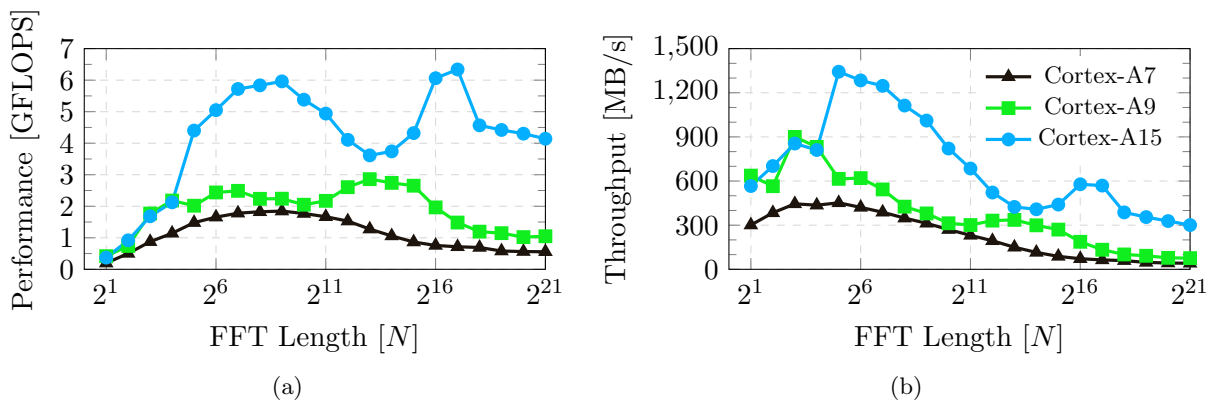 Performance [GFLOPS]
7
6
5
4
3
2
1
0
2^1 2^6 2^11 2^16 2^21
FFT Length [N]
(a)
Throughput [MB/s]
1,500
1,200
900
600
300
0
Cortex-A7
Cortex-A9
Cortex-A15
2^1 2^6 2^11 2^16 2^21
FFT Length [N]
(b)